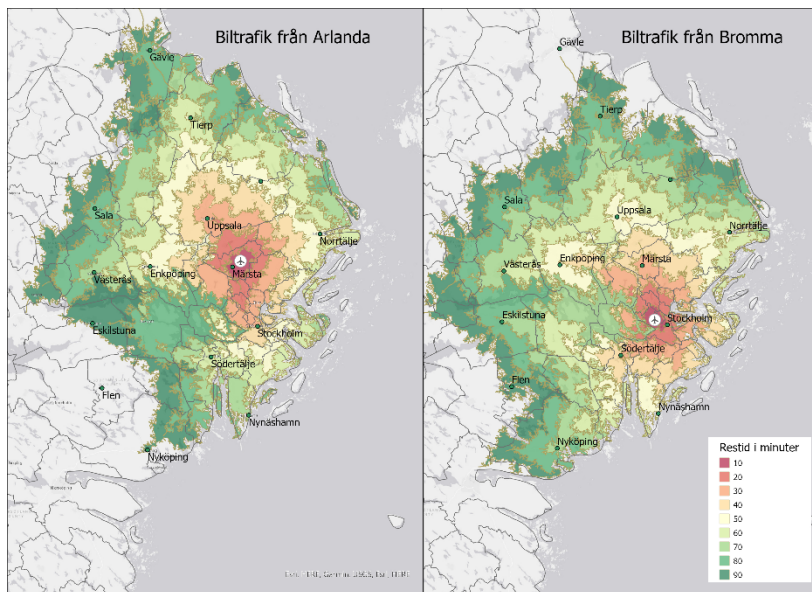 Biltrafik från Arlanda
Gävle
Tierp
Sala
Uppsala
Norrtälje
Märsta
Västerås
Enköping
Eskilstuna
Stockholm
Södertälje
Flen
Nynäshamn
Nyköping
Biltrafik från Bromma
Gävle
Tierp
Sala
Uppsala
Norrtälje
Enköping
Märsta
Västerås
Eskilstuna
Stockholm
Södertälje
Flen
Nynäshamn
Nyköping
Restid i minuter
10
20
30
40
50
60
70
80
90